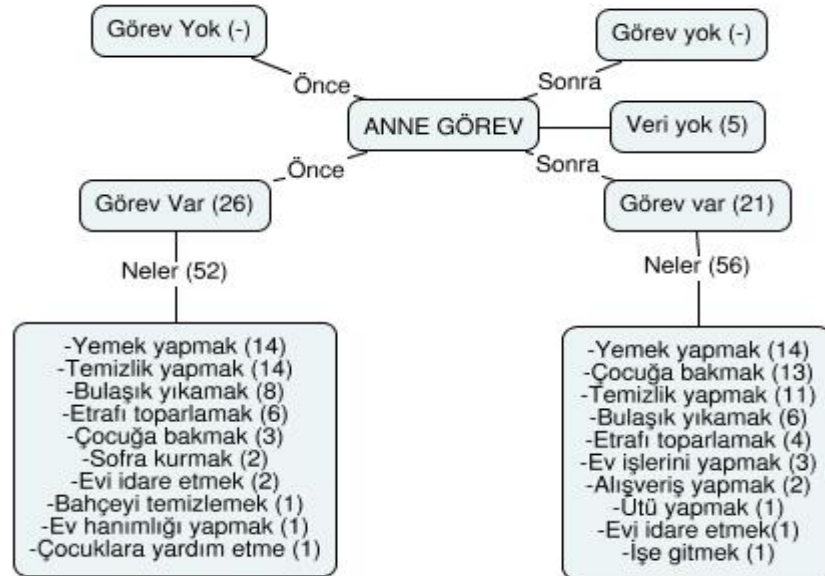 Görev Yok (-)
Görev yok (-)
Önce
Sonra
ANNE GÖREV
Veri yok (5)
Önce
Sonra
Görev Var (26)
Görev var (21)
Neler (52)
Neler (56)
-Yemek yapmak (14)
-Temizlik yapmak (14)
-Bulaşık yıkamak (8)
-Etrafı toparlamak (6)
-Çocuğa bakmak (3)
-Sofra kurmak (2)
-Evi idare etmek (2)
-Bahçeyi temizlemek (1)
-Ev hanımlığı yapmak (1)
-Çocuklara yardım etme (1)
-Yemek yapmak (14)
-Çocuğa bakmak (13)
-Temizlik yapmak (11)
-Bulaşık yıkamak (6)
-Etrafı toparlamak (4)
-Ev işlerini yapmak (3)
-Alışveriş yapmak (2)
-Ütü yapmak (1)
-Evi idare etmek(1)
-İşe gitmek (1)